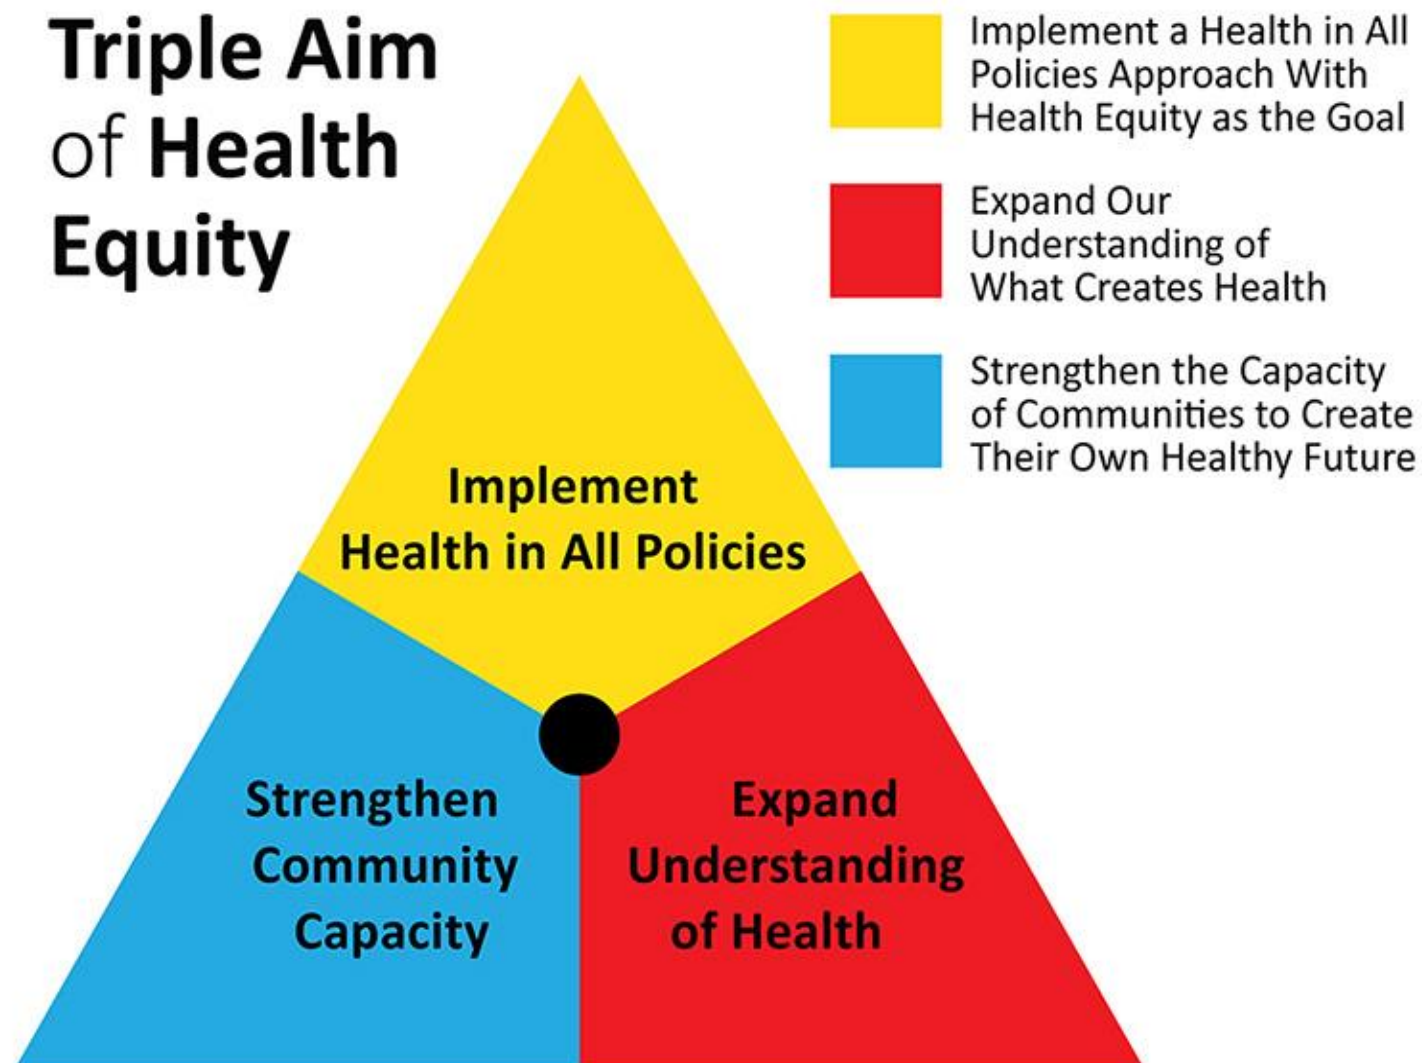 Triple Aim
of Health
Equity
Implement a Health in All
Policies Approach With
Health Equity as the Goal
Expand Our
Understanding of
What Creates Health
Strengthen the Capacity
of Communities to Create
Their Own Healthy Future
Implement
Health in All Policies
Strengthen
Community
Capacity
Expand
Understanding
of Health